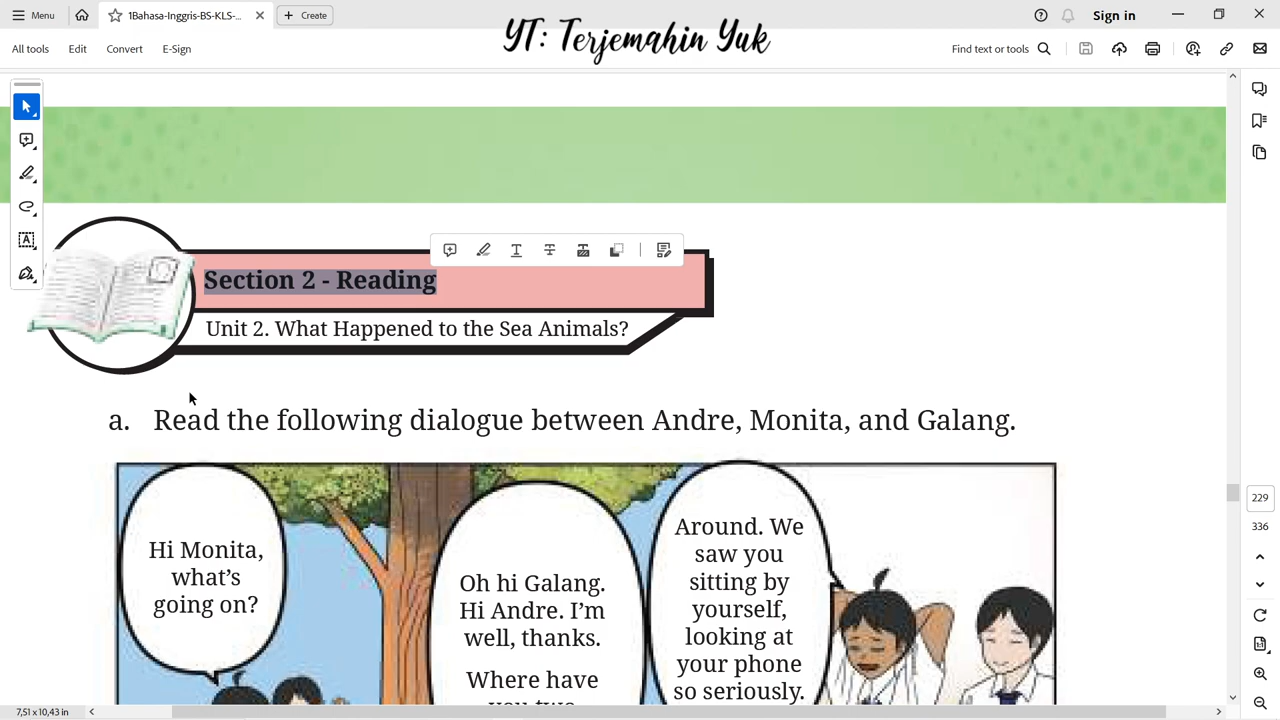 Menu
1Bahasa-Inggris-BS-KLS-...
Create
YT: Terjemahin Yuk
Sign in
All tools
Edit
Convert
E-Sign
Find text or tools
Section 2 - Reading
Unit 2. What Happened to the Sea Animals?
a. Read the following dialogue between Andre, Monita, and Galang.
Hi Monita,
what's
going on?
Oh hi Galang.
Hi Andre. I'm
well, thanks.
Where have
you two
Around. We
saw you
sitting by
yourself,
looking at
your phone
so seriously.
229
336
7,51 x 10,43 in